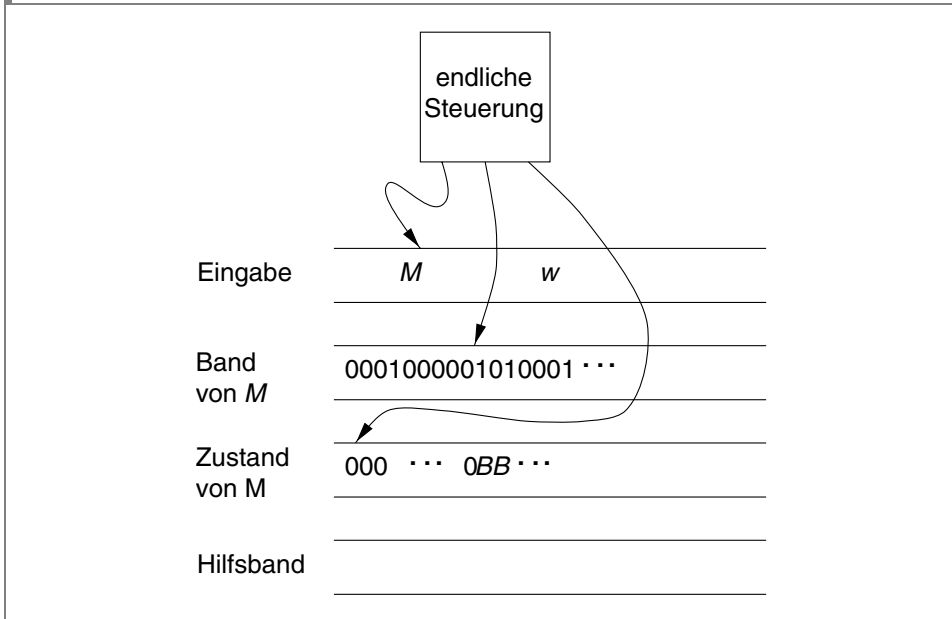 endliche
Steuerung
Eingabe M w
Band
von M
0001000001010001 ···
Zustand
von M
000 ··· 0BB ···
Hilfsband